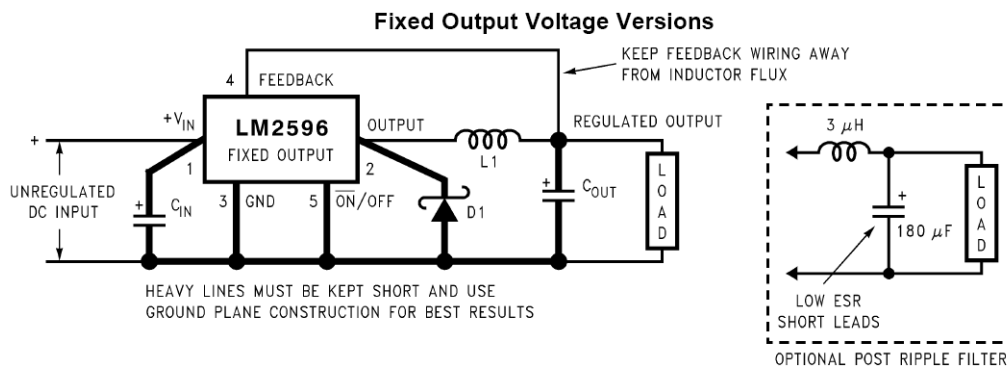 Fixed Output Voltage Versions
KEEP FEEDBACK WIRING AWAY
FROM INDUCTOR FLUX
4 FEEDBACK
+VIN
LM2596
FIXED OUTPUT
OUTPUT
REGULATED OUTPUT
+
1
2
L1
UNREGULATED
DC INPUT
+
CIN
3 GND
5 ON/OFF
D1
+
COUT
LOAD
HEAVY LINES MUST BE KEPT SHORT AND USE
GROUND PLANE CONSTRUCTION FOR BEST RESULTS
3 μH
+
180 μF
LOAD
LOW ESR
SHORT LEADS
OPTIONAL POST RIPPLE FILTER